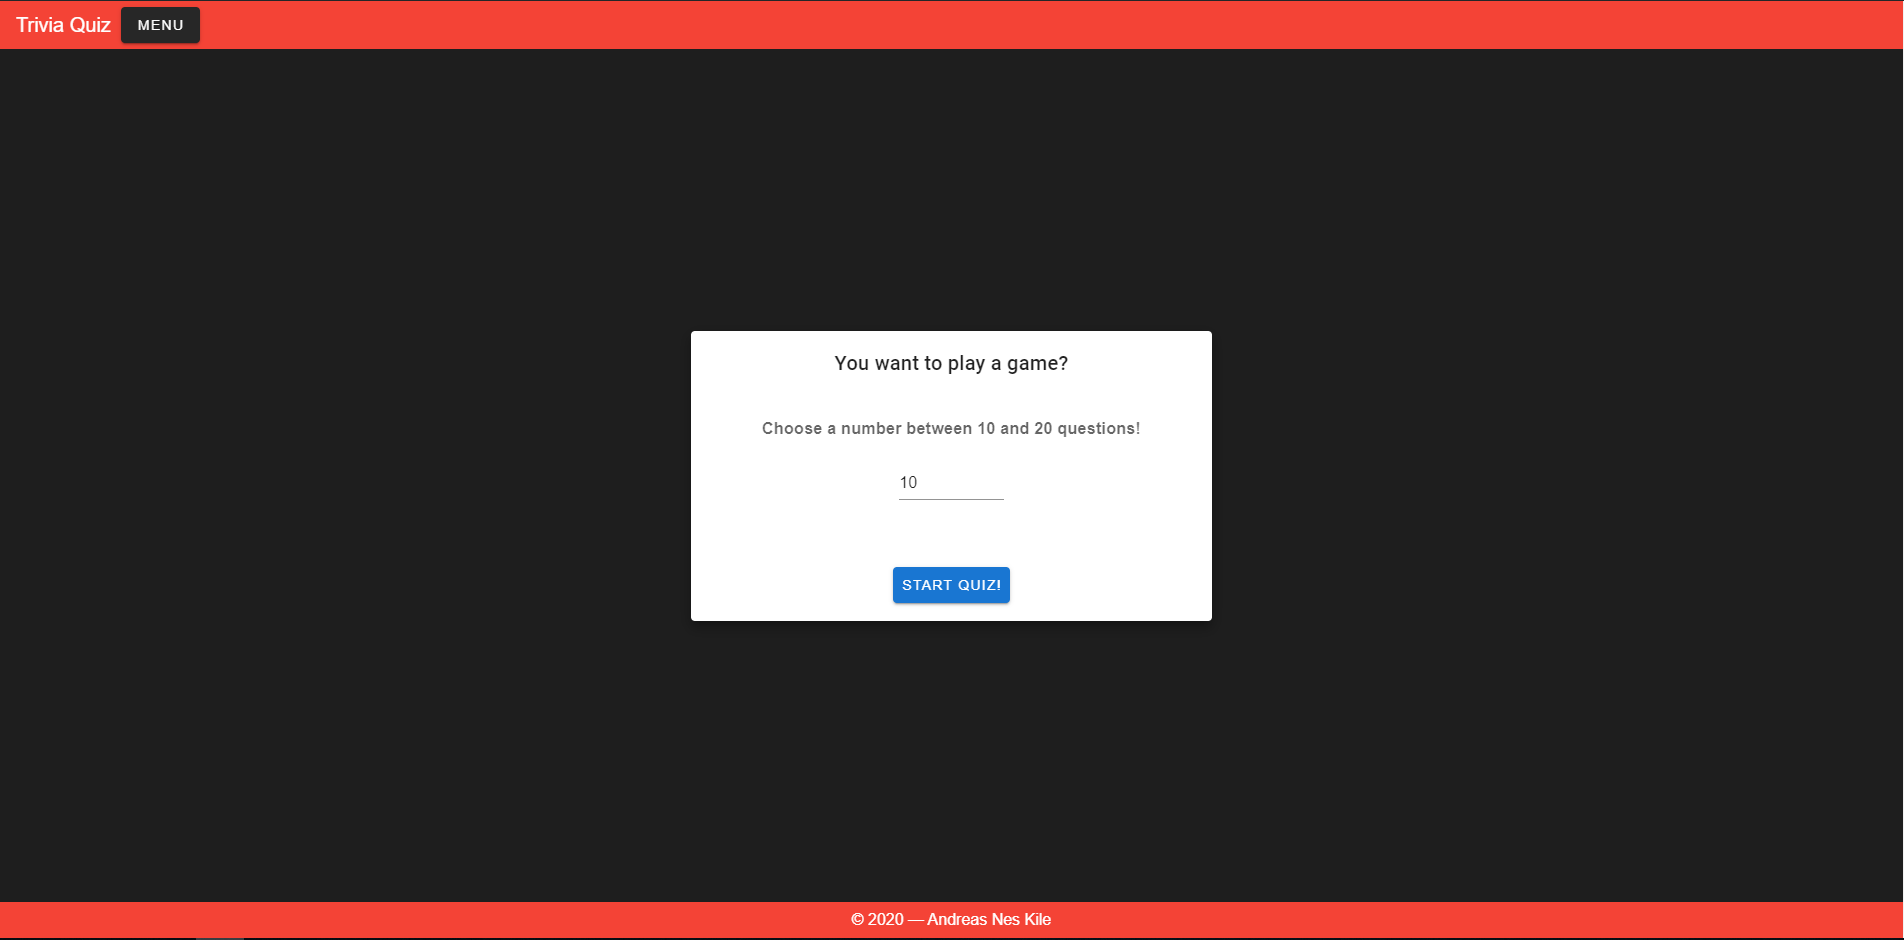 Trivia Quiz MENU
You want to play a game?
Choose a number between 10 and 20 questions!
10
START QUIZ!
© 2020 — Andreas Nes Kile